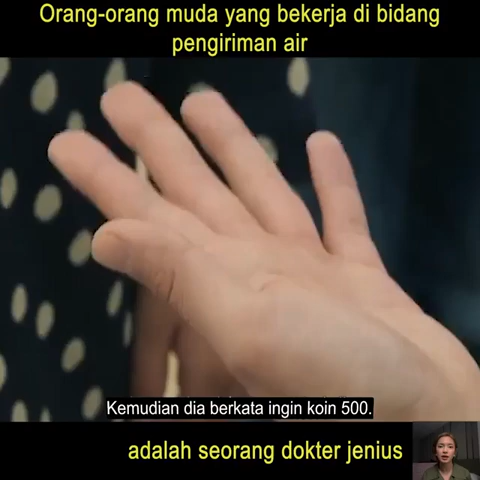 Orang-orang muda yang bekerja di bidang
pengiriman air
Kemudian dia berkata ingin koin 500.
adalah seorang dokter jenius